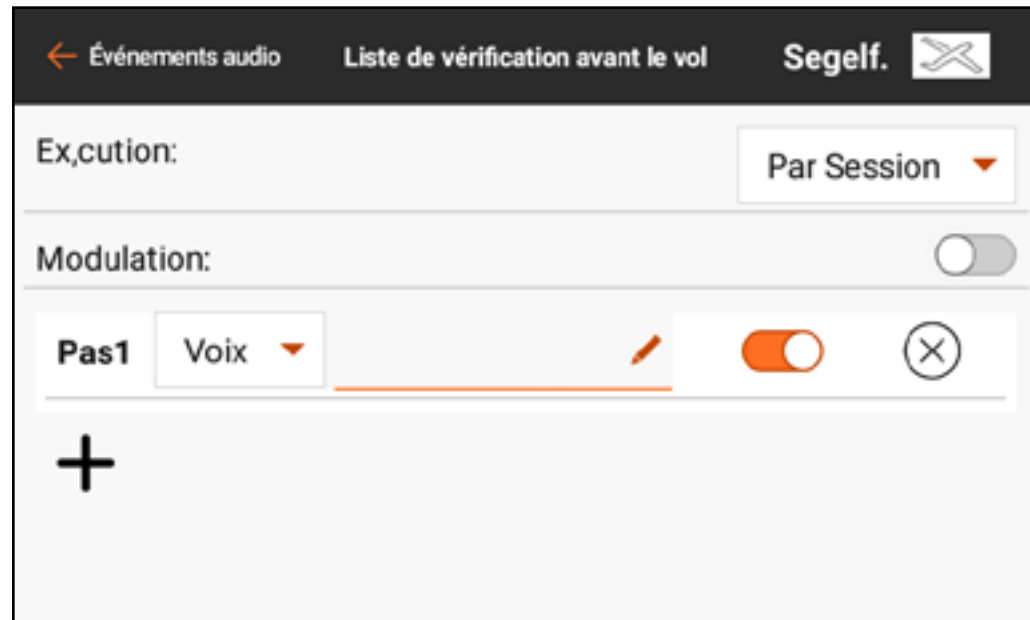 Événements audio Liste de vérification avant le vol Segelf.
Ex,cution: Par Session
Modulation:
Pas1 Voix